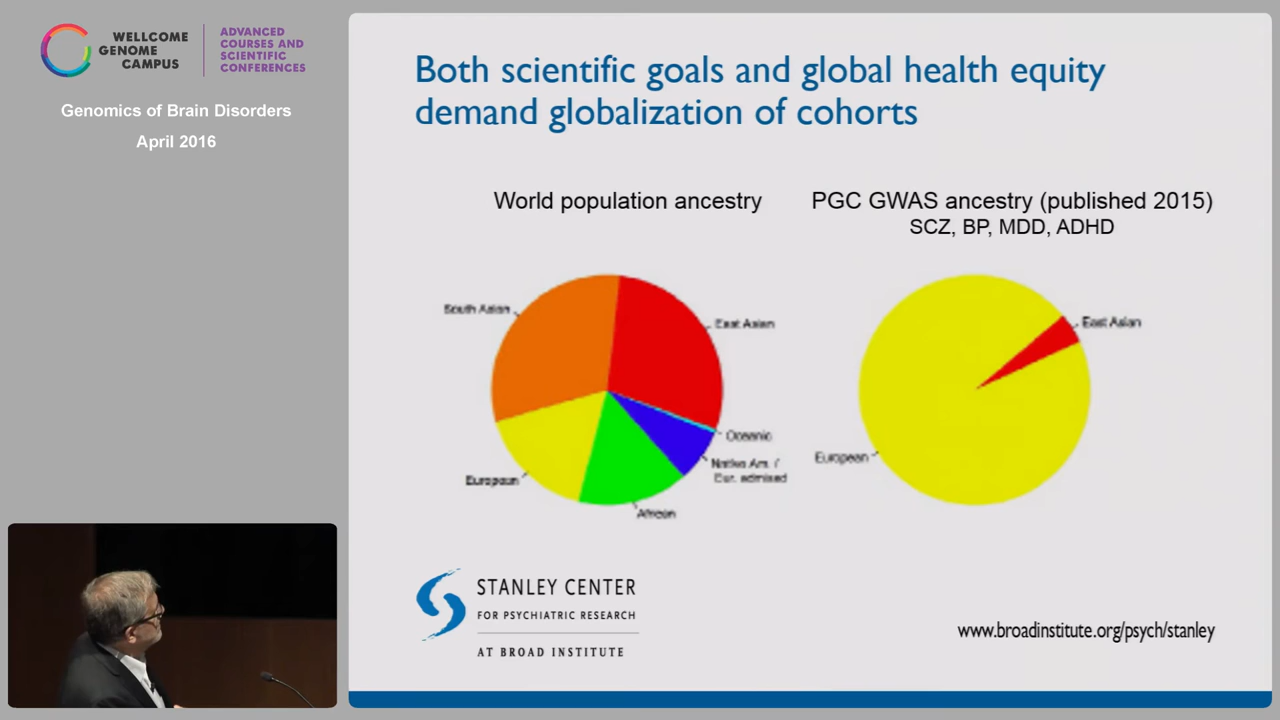 WELLCOME
GENOME
CAMPUS
ADVANCED
COURSES AND
SCIENTIFIC
CONFERENCES
Genomics of Brain Disorders
April 2016
Both scientific goals and global health equity
demand globalization of cohorts
World population ancestry
PGC GWAS ancestry (published 2015)
SCZ, BP, MDD, ADHD
South Asian
East Asian
Oceanic
Native Am. /
Eur. admixed
African
European
East Asian
European
STANLEY CENTER
FOR PSYCHIATRIC RESEARCH
AT BROAD INSTITUTE
www.broadinstitute.org/psych/stanley